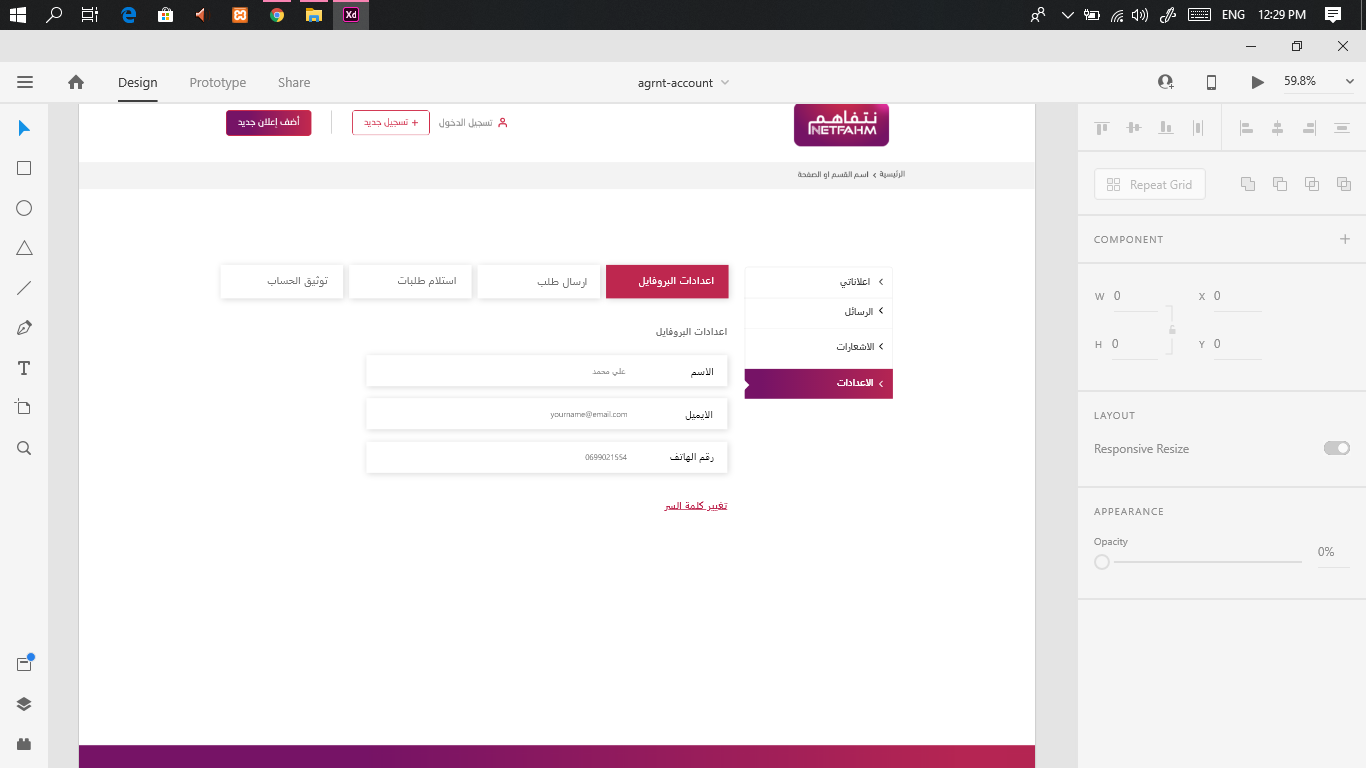 ENG 12:29 PM
Xd
Design Prototype Share
agrnt-account
59.8%
نتفاهم
NETFAHM
تسجيل الدخول
+ تسجيل جديد
أضف إعلان جديد
الرئيسية > اسم القسم او الصفحة
اعلاناتي
الرسائل
الاشعارات
الاعدادات
اعدادات البروفايل
ارسال طلب
استلام طلبات
توثيق الحساب
اعدادات البروفايل
الاسم علي محمد
الايميل yourname@email.com
رقم الهاتف 0699021554
تغيير كلمة السر
Repeat Grid
COMPONENT
W 0 X 0
H 0 Y 0
LAYOUT
Responsive Resize
APPEARANCE
Opacity
0%